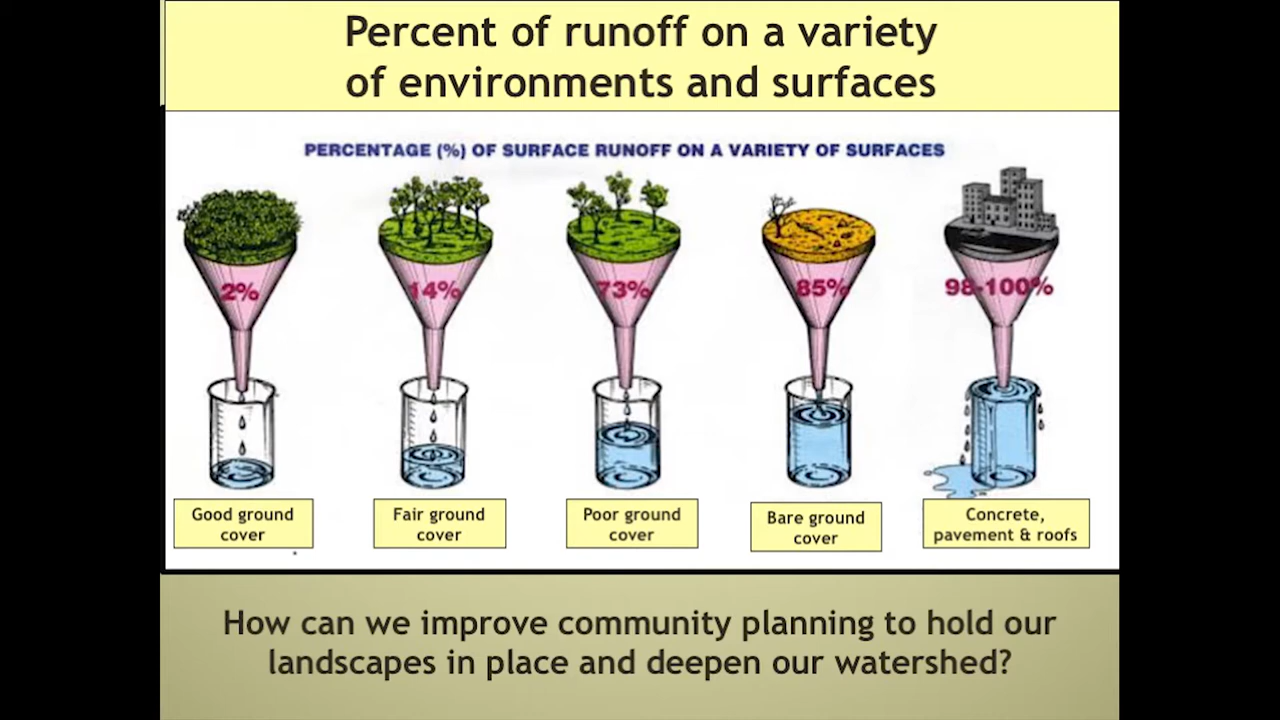 Percent of runoff on a variety
of environments and surfaces
PERCENTAGE (%) OF SURFACE RUNOFF ON A VARIETY OF SURFACES
2%
14%
73%
85%
98-100%
Good ground
cover
Fair ground
cover
Poor ground
cover
Bare ground
cover
Concrete,
pavement & roofs
How can we improve community planning to hold our
landscapes in place and deepen our watershed?